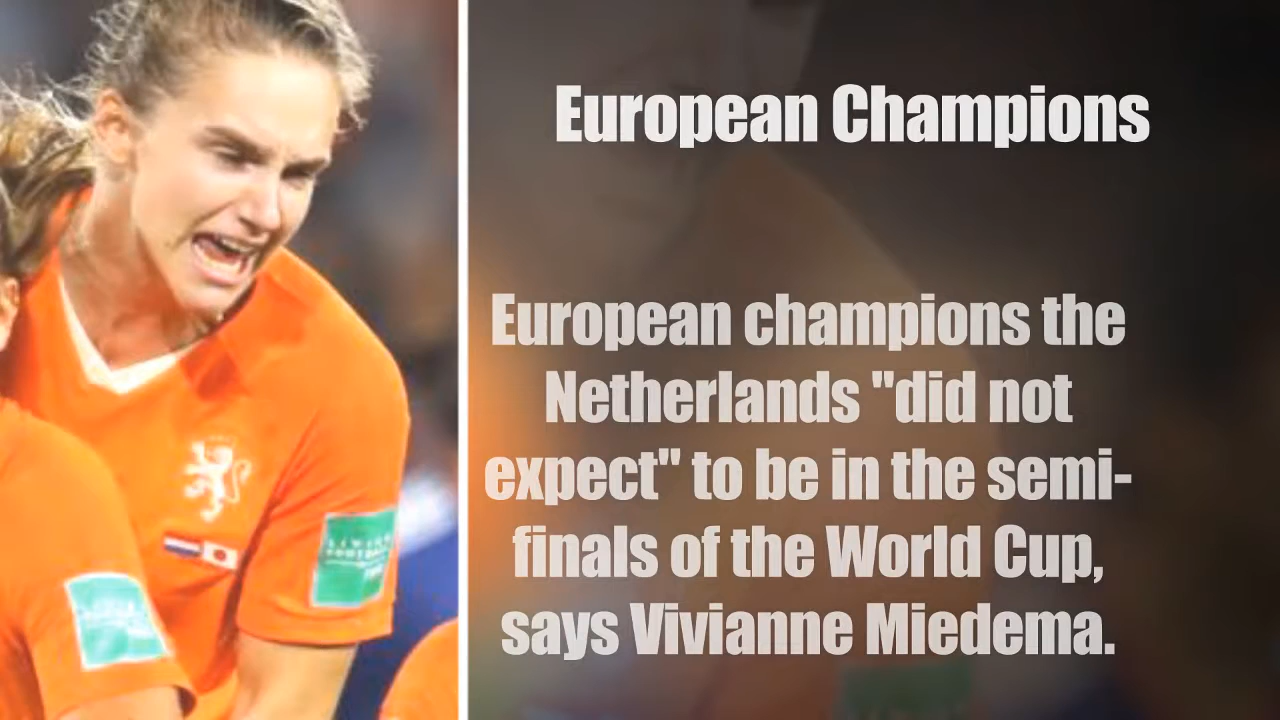 European Champions
European champions the
Netherlands "did not
expect" to be in the semi-
finals of the World Cup,
says Vivianne Miedema.